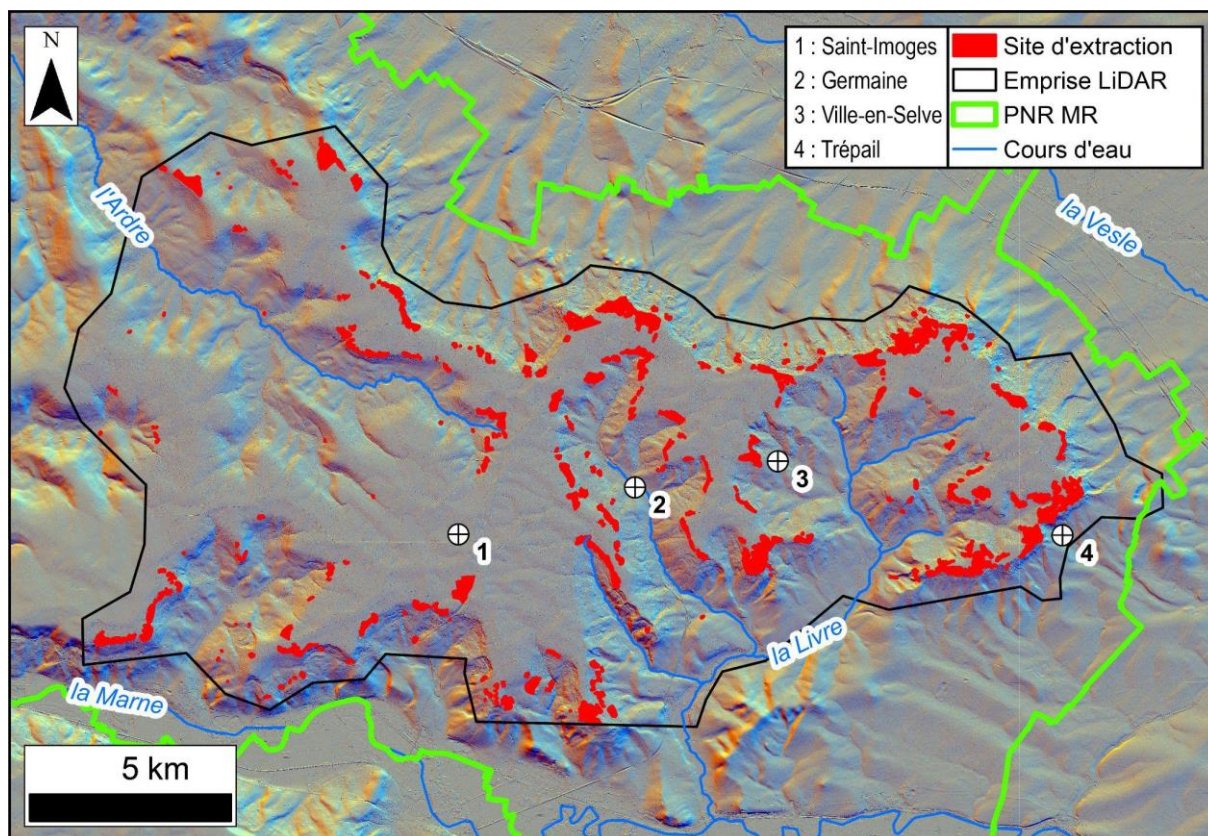 N
1 : Saint-Imoges
2 : Germaine
3 : Ville-en-Selve
4 : Trépail
Site d'extraction
Emprise LiDAR
PNR MR
Cours d'eau
l'Ardre
la Vesle
3
2
1
4
la Livre
la Marne
5 km